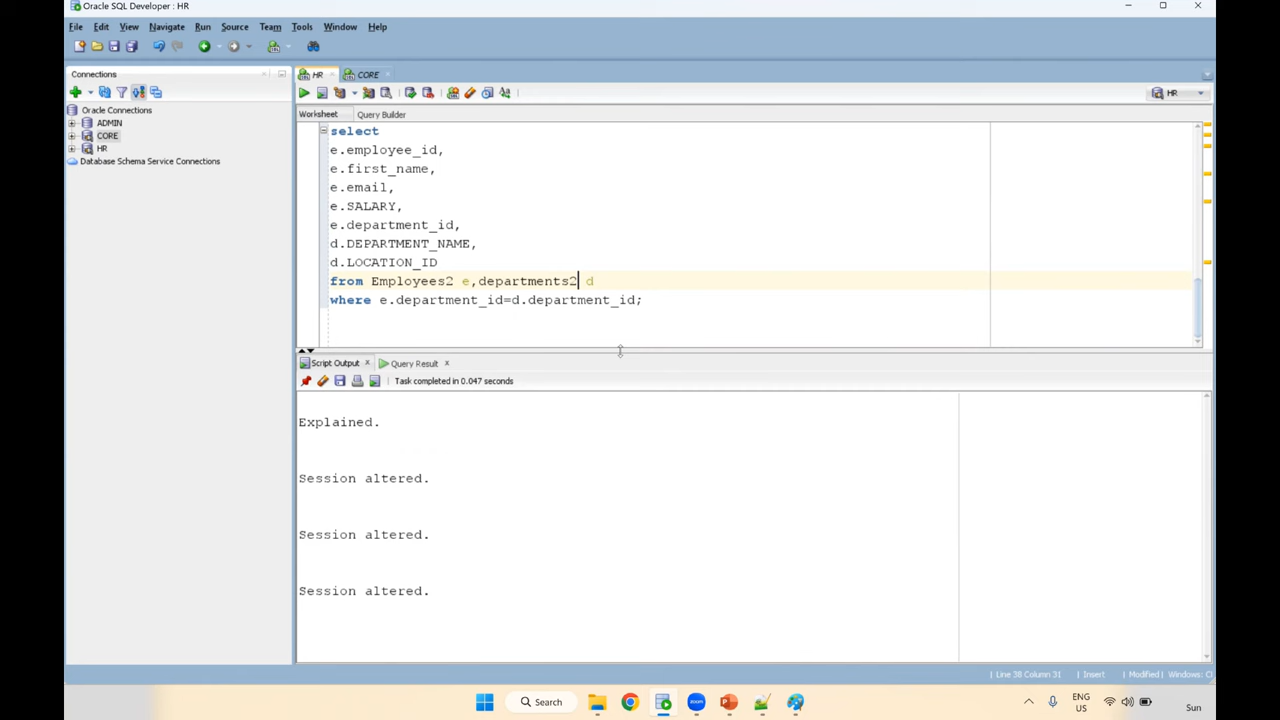 Oracle SQL Developer : HR
File Edit View Navigate Run Source Team Tools Window Help
Connections
Oracle Connections
ADMIN
CORE
HR
Database Schema Service Connections
HR CORE
HR
Worksheet Query Builder
select
e.employee_id,
e.first_name,
e.email,
e.SALARY,
e.department_id,
d.DEPARTMENT_NAME,
d.LOCATION_ID
from Employees2 e,departments2 d
where e.department_id=d.department_id;
Script Output Query Result
Task completed in 0.047 seconds
Explained.
Session altered.
Session altered.
Session altered.
Line 38 Column 31 Insert Modified Windows:
Search
ENG
US
Sun